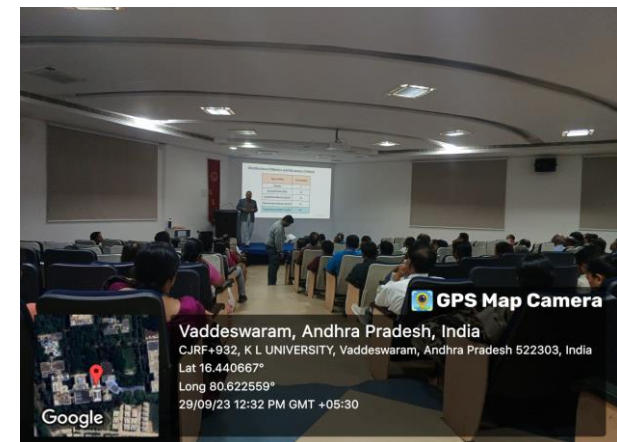 GPS Map Camera
Vaddeswaram, Andhra Pradesh, India
CJRF+932, K L UNIVERSITY, Vaddeswaram, Andhra Pradesh 522303, India
Lat 16.440667°
Long 80.622559°
29/09/23 12:32 PM GMT +05:30
Google